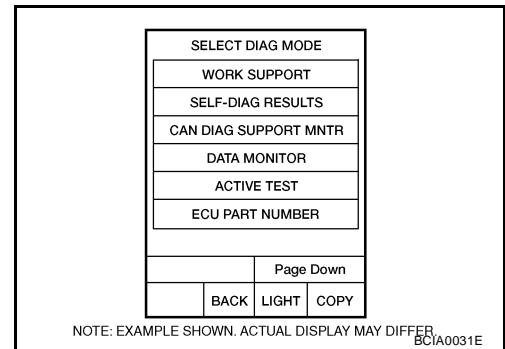 SELECT DIAG MODE
WORK SUPPORT
SELF-DIAG RESULTS
CAN DIAG SUPPORT MNTR
DATA MONITOR
ACTIVE TEST
ECU PART NUMBER
Page Down
BACK LIGHT COPY
NOTE: EXAMPLE SHOWN. ACTUAL DISPLAY MAY DIFFER.
BCIA0031E